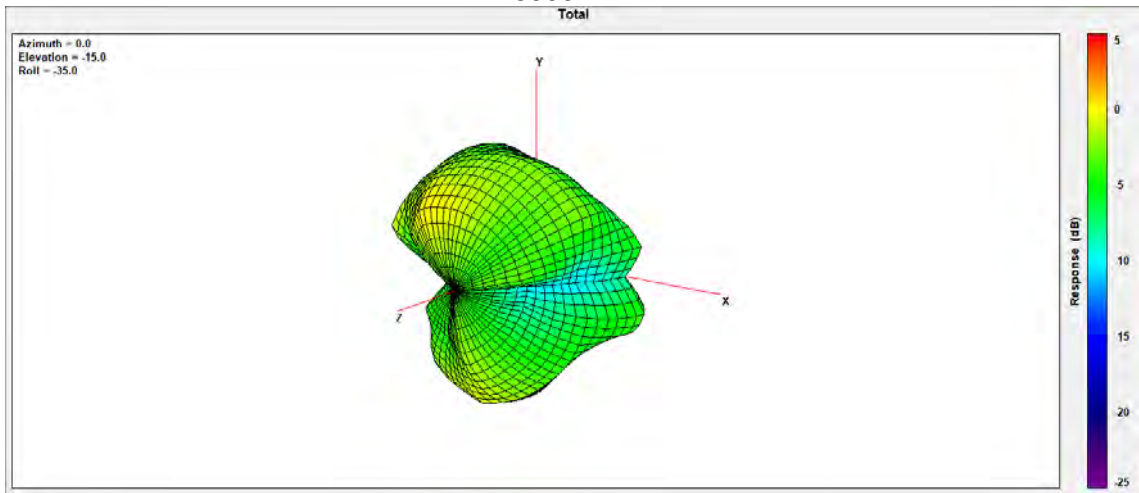 Total
Azimuth = 0.0
Elevation = -15.0
Roll = -35.0
Y
X
Z
5
0
-5
10
15
-20
-25
Response (dB)